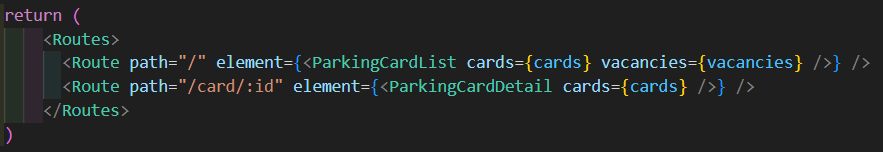 return (
<Routes>
<Route path="/" element={<ParkingCardList cards={cards} vacancies={vacancies} />} />
<Route path="/card/:id" element={<ParkingCardDetail cards={cards} />} />
</Routes>
)